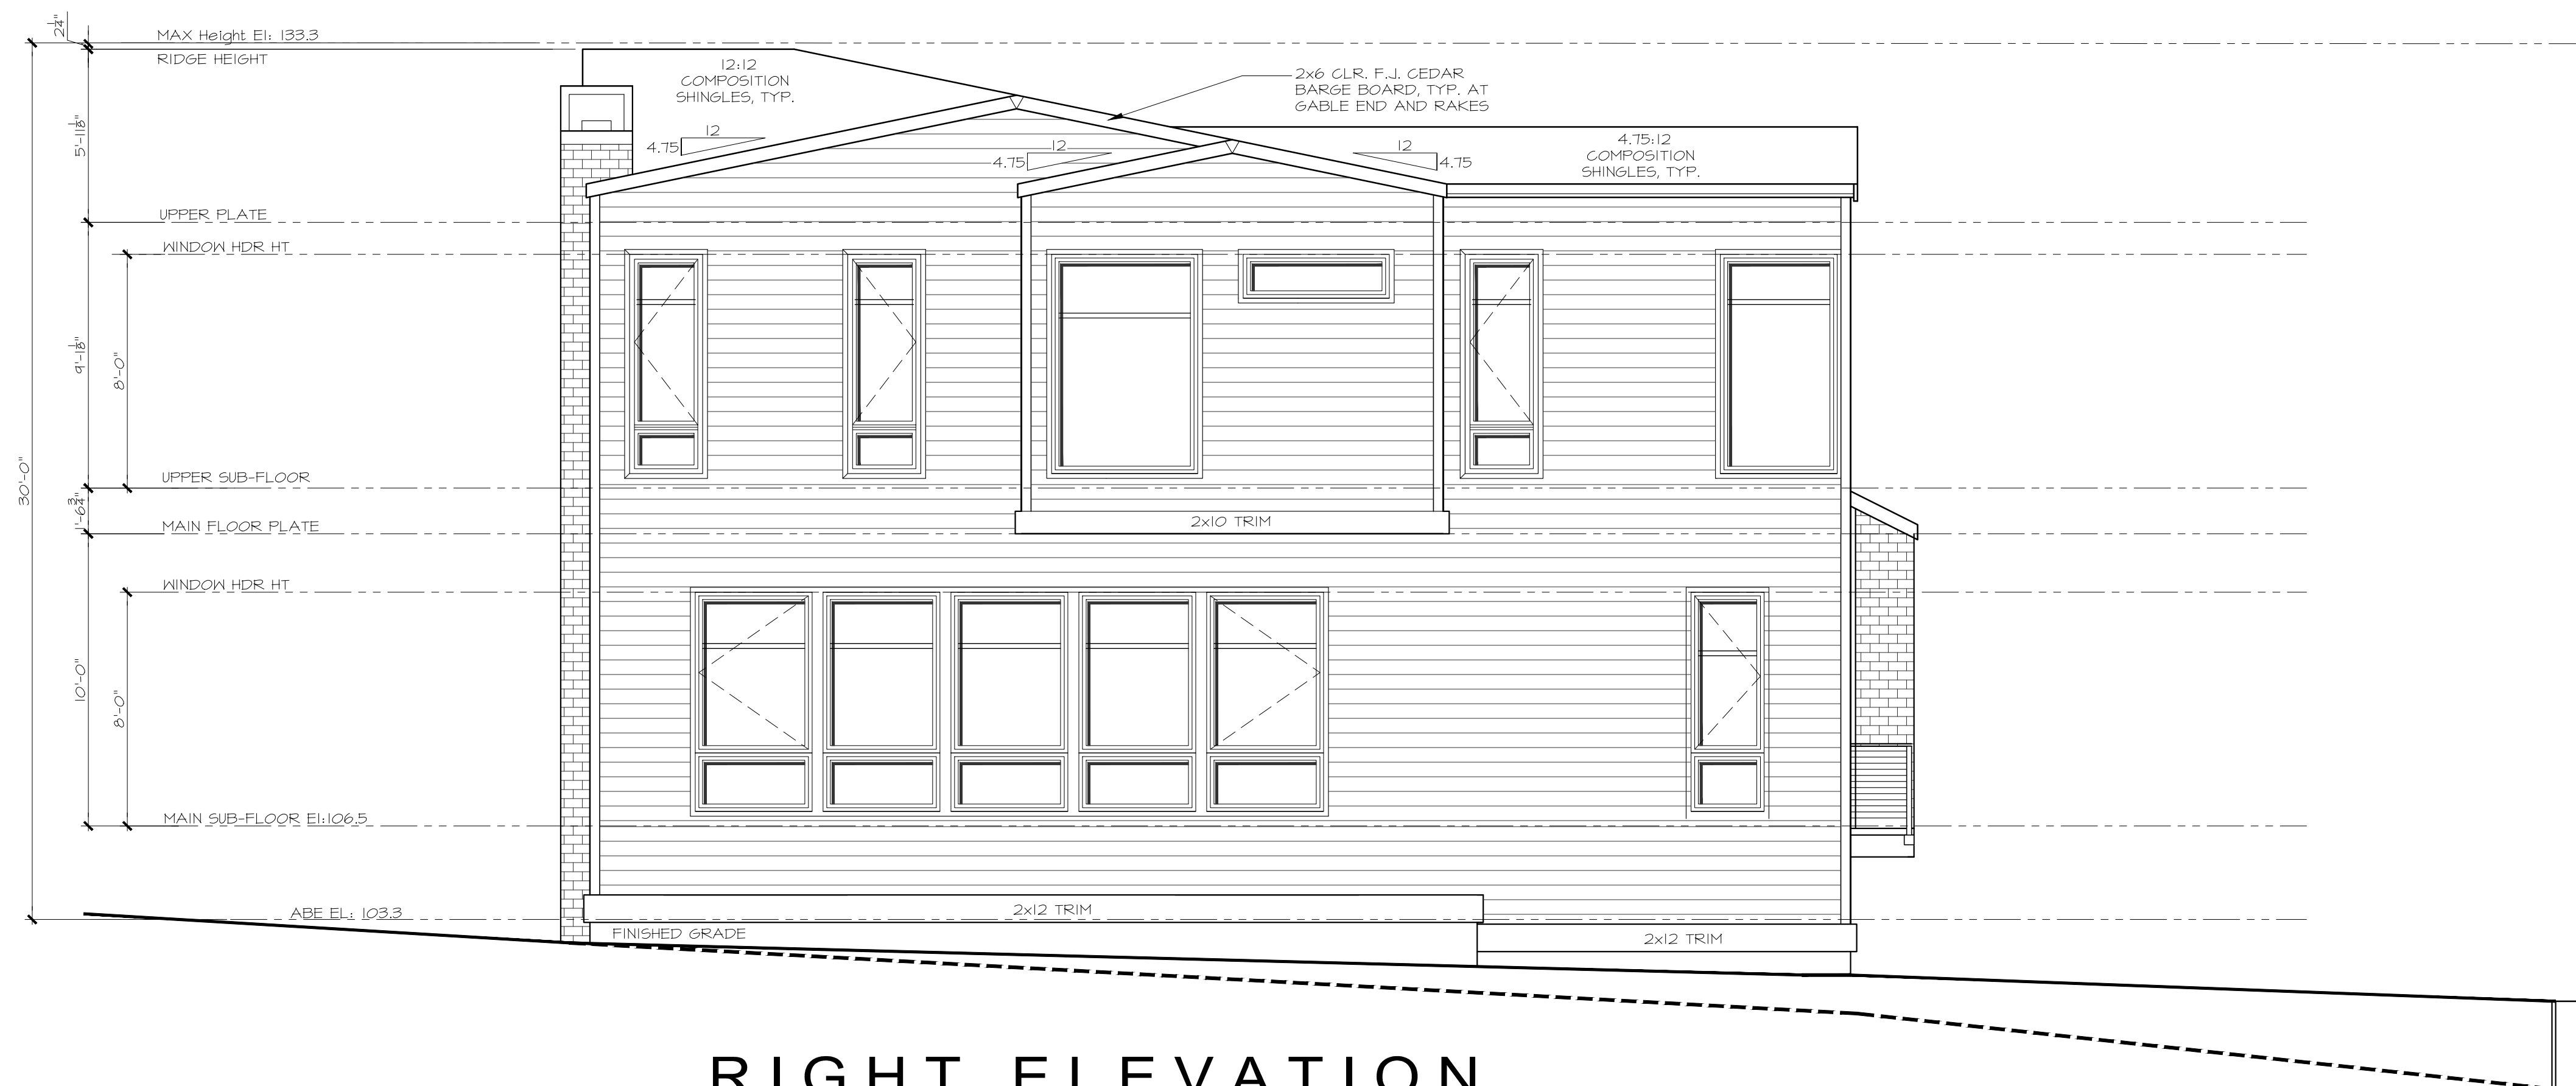 2¼"
MAX Height El: 133.3
RIDGE HEIGHT
12:12
COMPOSITION
SHINGLES, TYP.
2x6 CLR. F.J. CEDAR
BARGE BOARD, TYP. AT
GABLE END AND RAKES
5'-11⅛"
12
4.75
12
4.75
12
4.75
4.75:12
COMPOSITION
SHINGLES, TYP.
UPPER PLATE
WINDOW HDR HT
9'-1⅛"
8'-0"
30'-0"
UPPER SUB-FLOOR
1'-6¾"
MAIN FLOOR PLATE
2x10 TRIM
WINDOW HDR HT
10'-0"
8'-0"
MAIN SUB-FLOOR El:106.5
ABE EL: 103.3
2x12 TRIM
FINISHED GRADE
2x12 TRIM
RIGHT ELEVATION